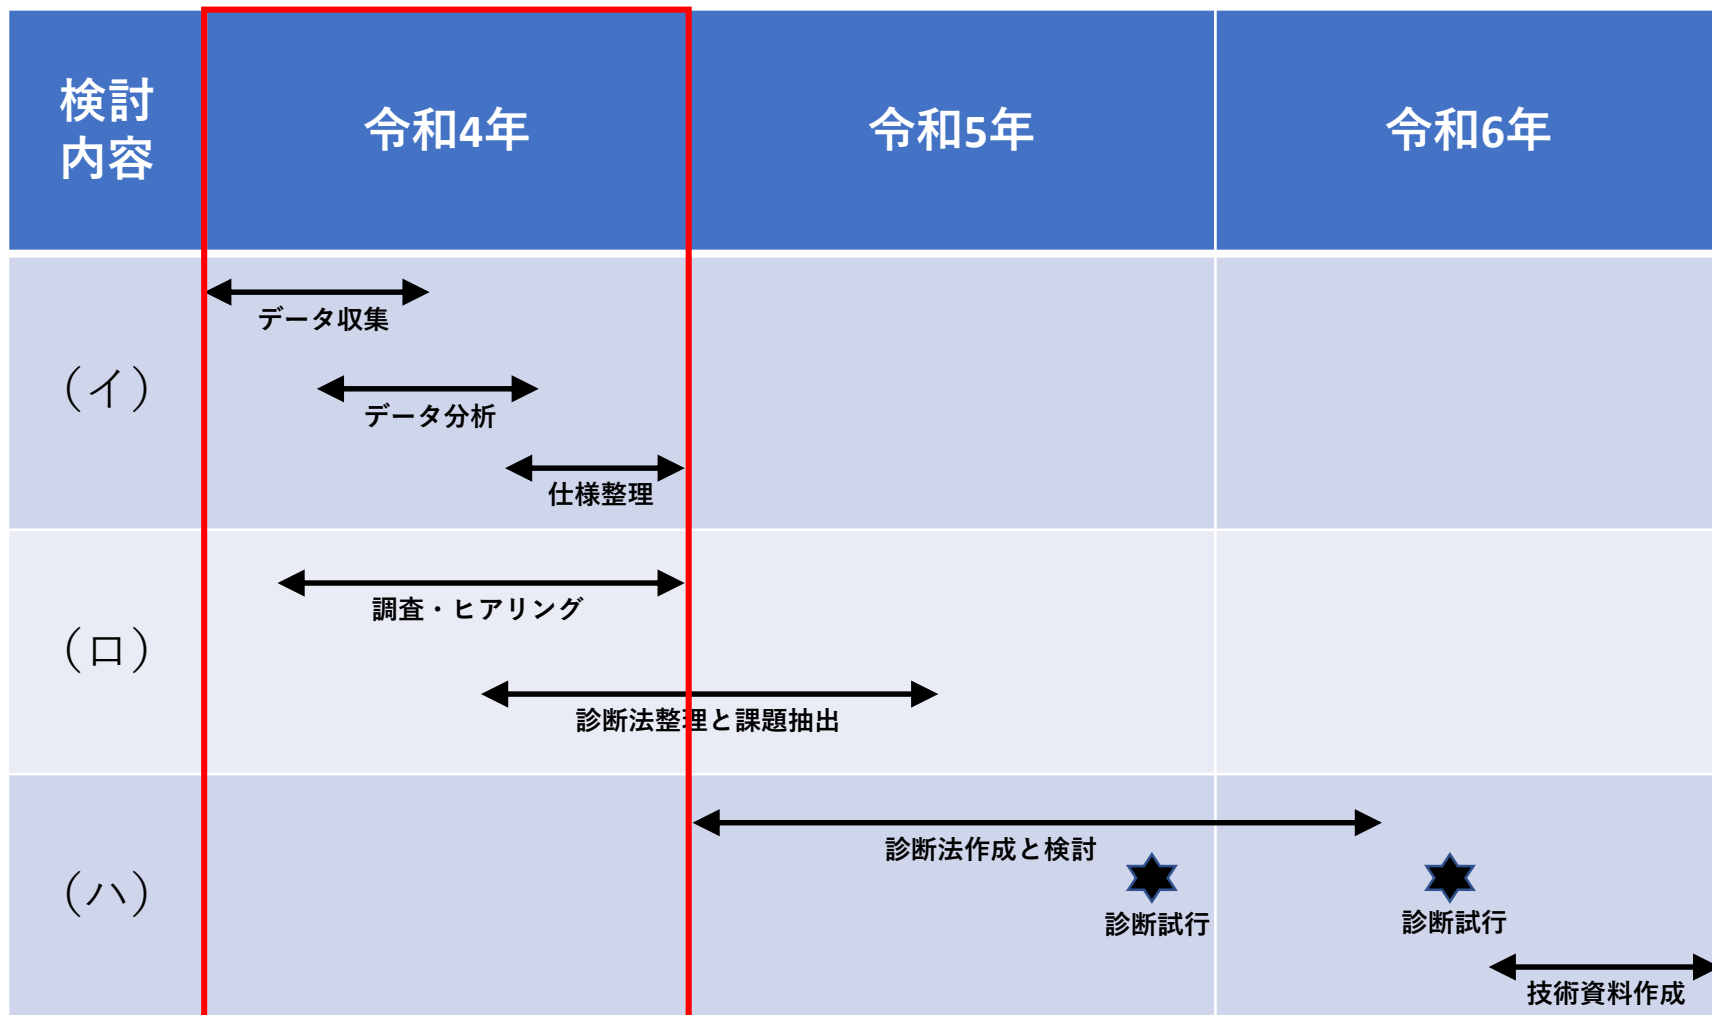 検討
内容
令和4年
令和5年
令和6年
（イ）
データ収集
データ分析
仕様整理
（ロ）
調査・ヒアリング
診断法整理と課題抽出
（ハ）
診断法作成と検討
診断試行
診断試行
技術資料作成